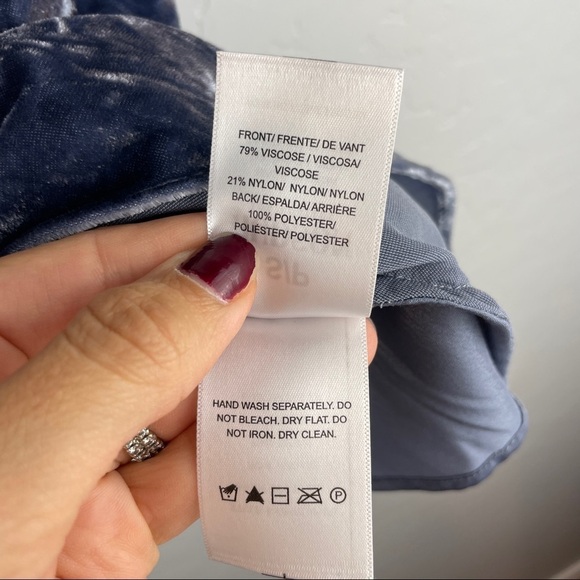 FRONT/ FRENTE/ DE VANT
79% VISCOSE / VISCOSA/
VISCOSE
21% NYLON/ NYLON/ NYLON
BACK/ ESPALDA/ ARRIÈRE
100% POLYESTER/
POLIÉSTER/ POLYESTER
S/P
HAND WASH SEPARATELY. DO
NOT BLEACH. DRY FLAT. DO
NOT IRON. DRY CLEAN.
P